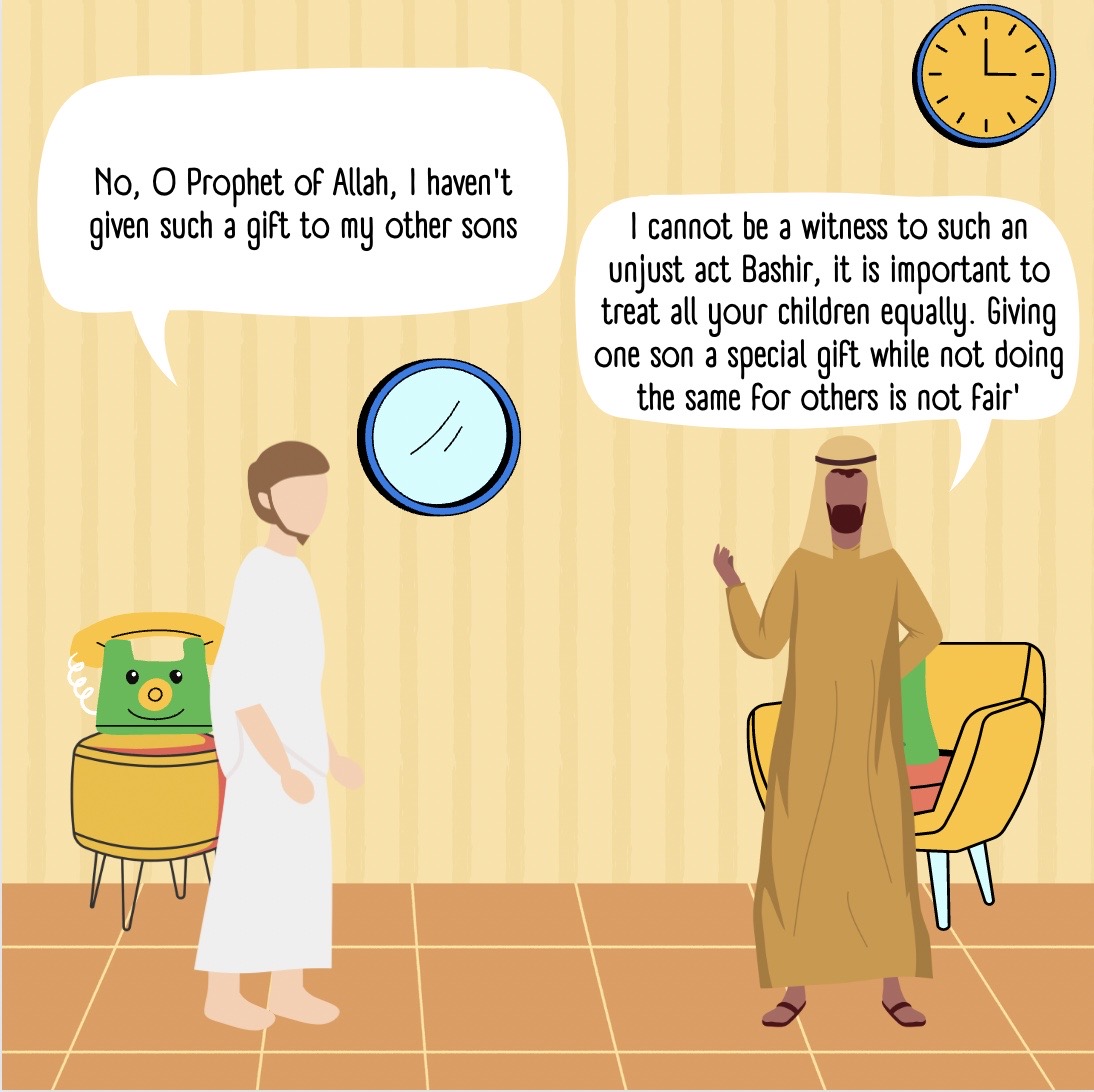 No, O Prophet of Allah, I haven't
given such a gift to my other sons
I cannot be a witness to such an
unjust act Bashir, it is important to
treat all your children equally. Giving
one son a special gift while not doing
the same for others is not fair'